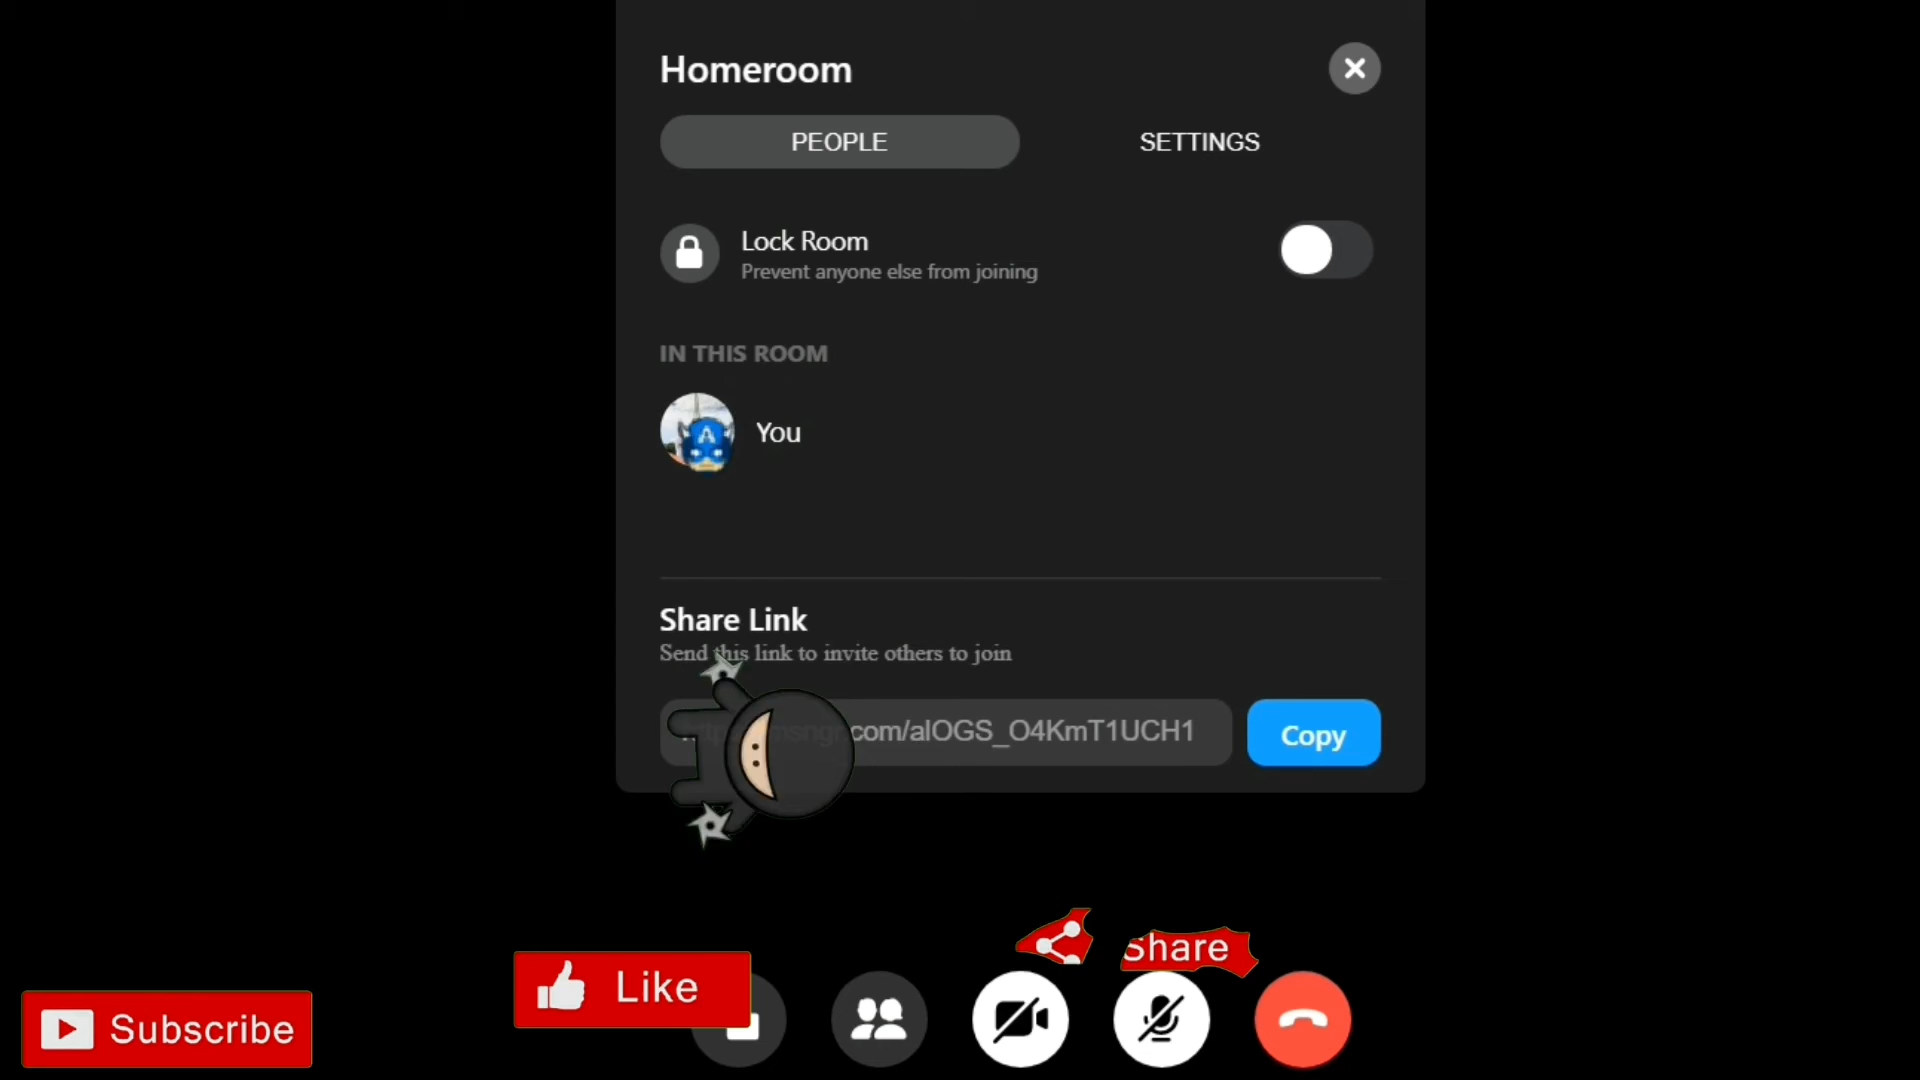 Homeroom
PEOPLE
SETTINGS
Lock Room
Prevent anyone else from joining
IN THIS ROOM
A
You
Share Link
Send this link to invite others to join
.com/alOGS_O4KmT1UCH1
Copy
Share
Like
Subscribe